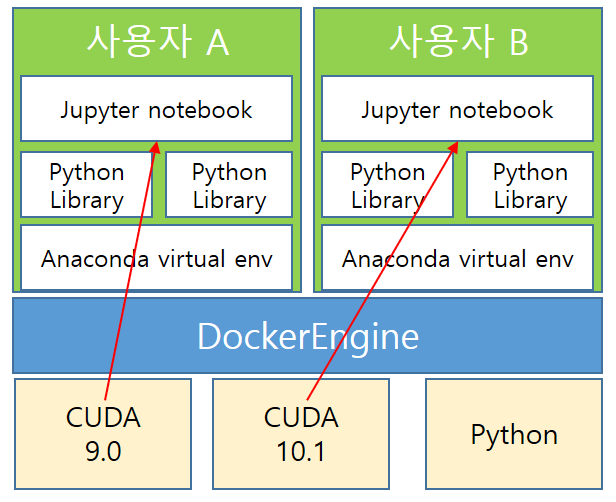 사용자 A
Jupyter notebook
Python
Library
Python
Library
Anaconda virtual env
사용자 B
Jupyter notebook
Python
Library
Python
Library
Anaconda virtual env
DockerEngine
CUDA
9.0
CUDA
10.1
Python